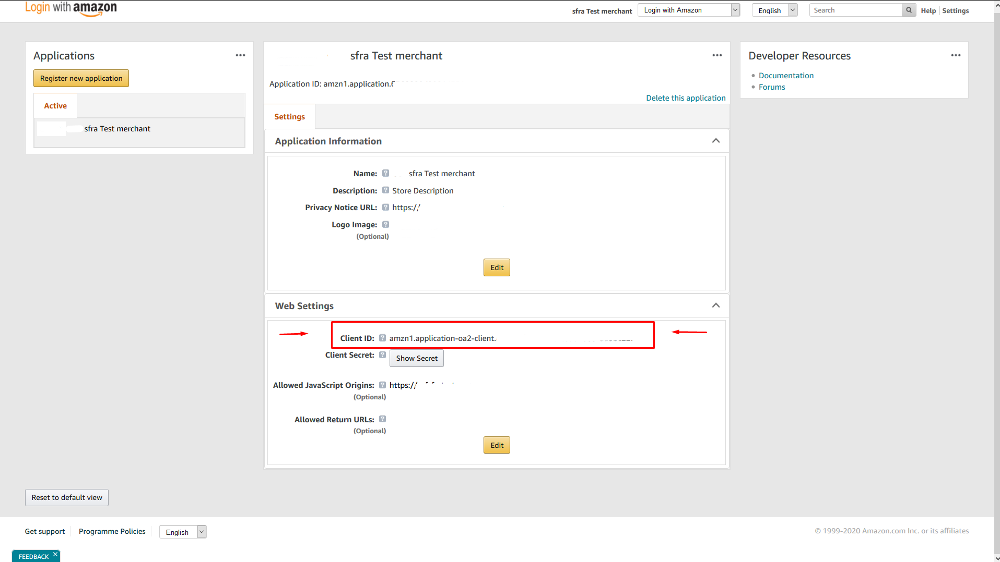 Login with amazon
sfra Test merchant
Login with Amazon
English
Search
Help
Settings
Applications
Register new application
Active
sfra Test merchant
sfra Test merchant
Application ID: amzn1.application.
Delete this application
Settings
Application Information
Name: ? sfra Test merchant
Description: ? Store Description
Privacy Notice URL: ? https://
Logo Image: ?
(Optional)
Edit
Web Settings
Client ID: ? amzn1.application-oa2-client.
Client Secret: ? Show Secret
Allowed JavaScript Origins: ? https://
(Optional)
Allowed Return URLs: ?
(Optional)
Edit
Developer Resources
Documentation
Forums
Reset to default view
Get support
Programme Policies
English
© 1999-2020 Amazon.com Inc. or its affiliates
FEEDBACK